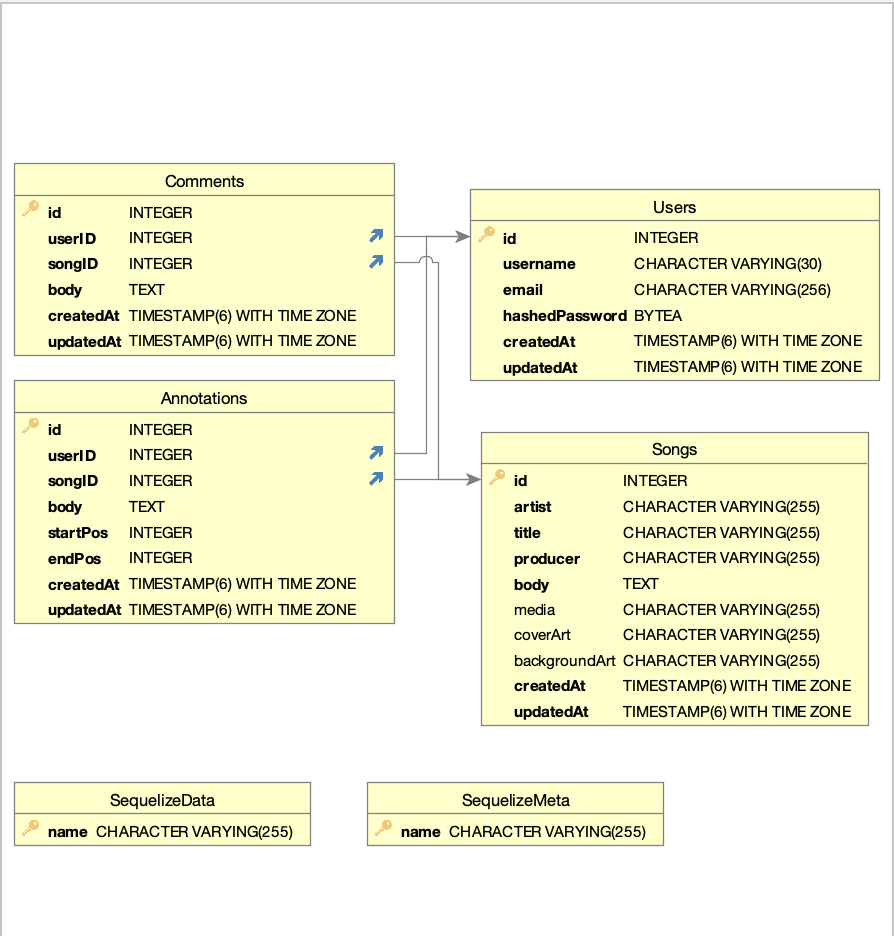 Comments
id INTEGER
userID INTEGER
songID INTEGER
body TEXT
createdAt TIMESTAMP(6) WITH TIME ZONE
updatedAt TIMESTAMP(6) WITH TIME ZONE
Users
id INTEGER
username CHARACTER VARYING(30)
email CHARACTER VARYING(256)
hashedPassword BYTEA
createdAt TIMESTAMP(6) WITH TIME ZONE
updatedAt TIMESTAMP(6) WITH TIME ZONE
Annotations
id INTEGER
userID INTEGER
songID INTEGER
body TEXT
startPos INTEGER
endPos INTEGER
createdAt TIMESTAMP(6) WITH TIME ZONE
updatedAt TIMESTAMP(6) WITH TIME ZONE
Songs
id INTEGER
artist CHARACTER VARYING(255)
title CHARACTER VARYING(255)
producer CHARACTER VARYING(255)
body TEXT
media CHARACTER VARYING(255)
coverArt CHARACTER VARYING(255)
backgroundArt CHARACTER VARYING(255)
createdAt TIMESTAMP(6) WITH TIME ZONE
updatedAt TIMESTAMP(6) WITH TIME ZONE
SequelizeData
name CHARACTER VARYING(255)
SequelizeMeta
name CHARACTER VARYING(255)